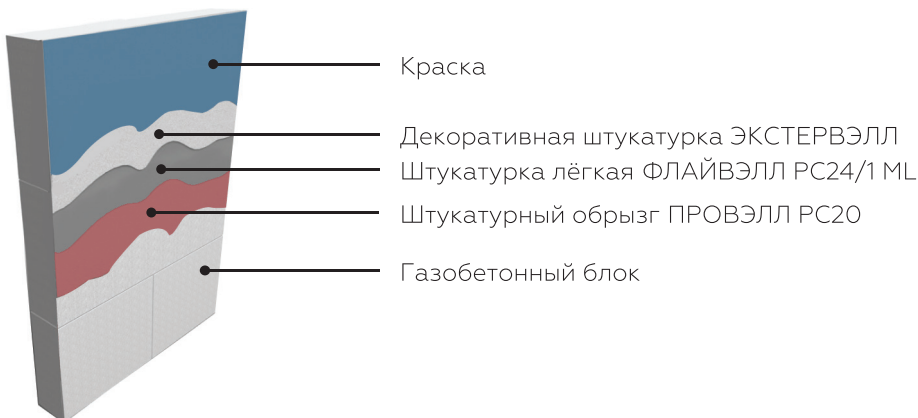 Краска
Декоративная штукатурка ЭКСТЕРВЭЛЛ
Штукатурка лёгкая ФЛАЙВЭЛЛ PC24/1 ML
Штукатурный обрызг ПРОВЭЛЛ PC20
Газобетонный блок